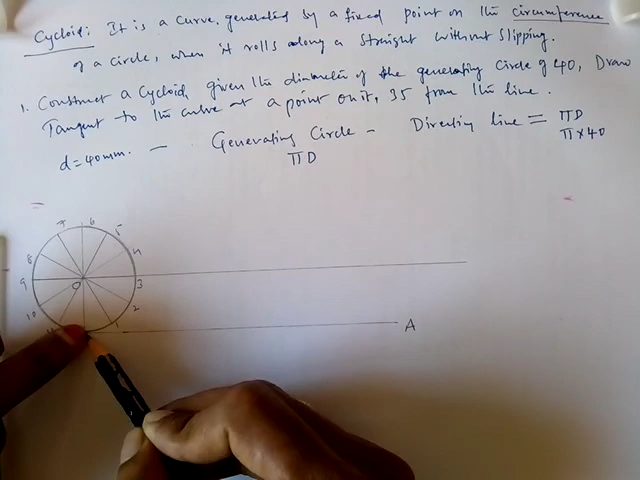 Cycloid: It is a curve, generated by a fixed point on the circumference
of a circle, when it rolls along a straight without slipping.
1. Construct a cycloid, given the diameter of the generating circle of 40, Draw
Tangent to the curve at a point on it, 35 from the line.
d=40mm. — Generating Circle — Directing line = πD
πD π×40
7 6 5
8 4
9 O 3
10 2
1
A